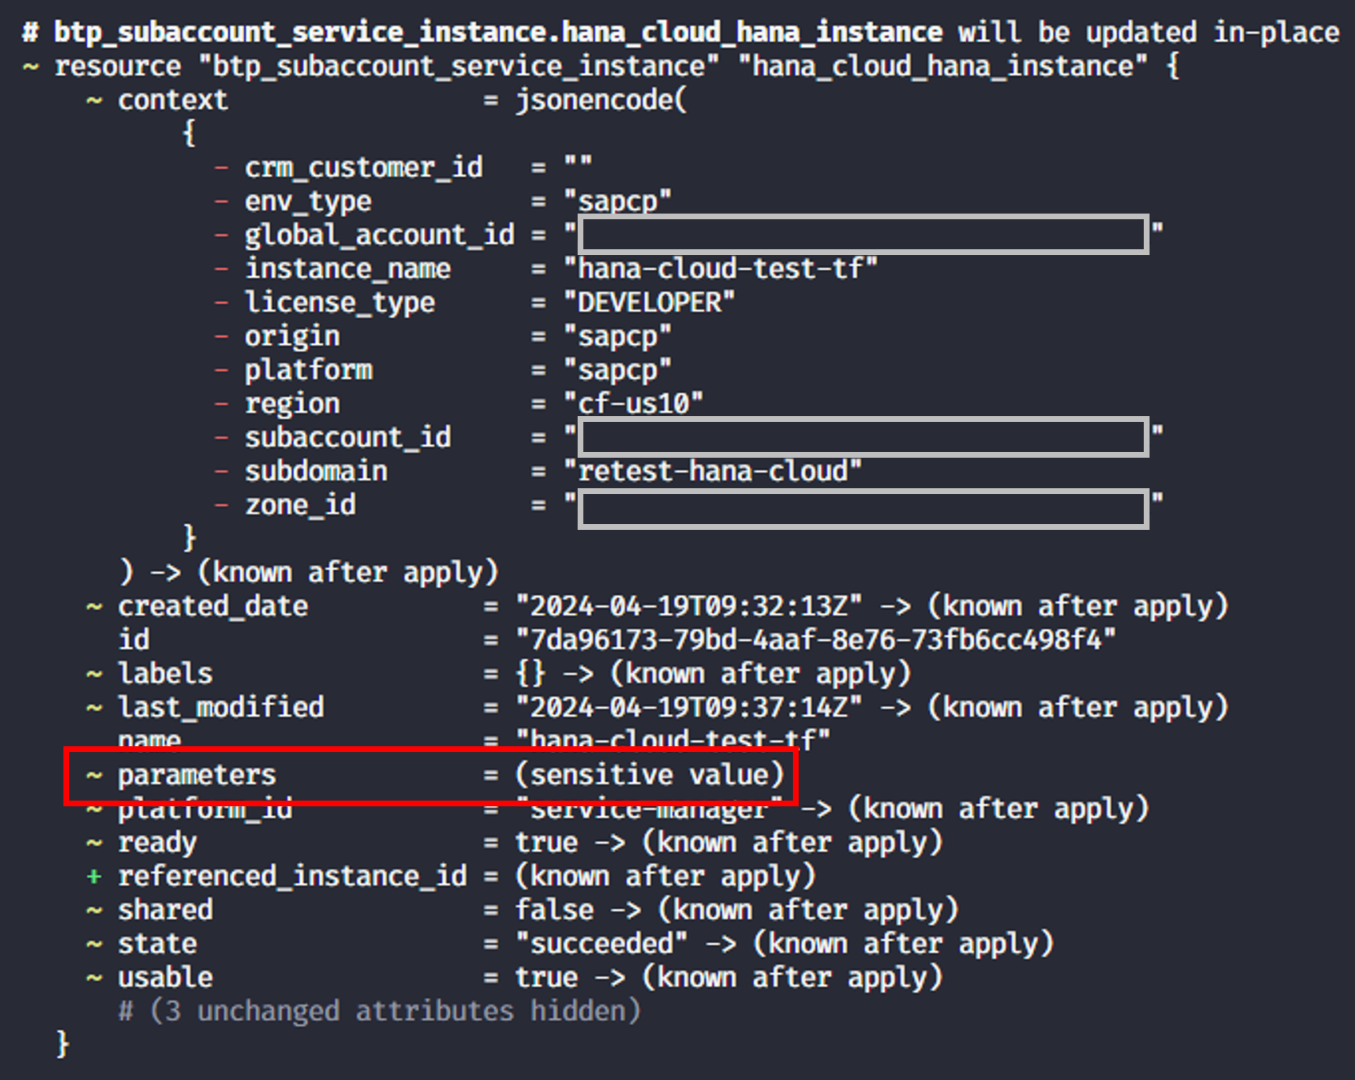 # btp_subaccount_service_instance.hana_cloud_hana_instance will be updated in-place
~ resource "btp_subaccount_service_instance" "hana_cloud_hana_instance" {
~ context = jsonencode(
{
- crm_customer_id = ""
- env_type = "sapcp"
- global_account_id = " "
- instance_name = "hana-cloud-test-tf"
- license_type = "DEVELOPER"
- origin = "sapcp"
- platform = "sapcp"
- region = "cf-us10"
- subaccount_id = " "
- subdomain = "retest-hana-cloud"
- zone_id = " "
}
) -> (known after apply)
~ created_date = "2024-04-19T09:32:13Z" -> (known after apply)
id = "7da96173-79bd-4aaf-8e76-73fb6cc498f4"
~ labels = {} -> (known after apply)
~ last_modified = "2024-04-19T09:37:14Z" -> (known after apply)
name = "hana-cloud-test-tf"
~ parameters = (sensitive value)
~ platform_id = "service-manager" -> (known after apply)
~ ready = true -> (known after apply)
+ referenced_instance_id = (known after apply)
~ shared = false -> (known after apply)
~ state = "succeeded" -> (known after apply)
~ usable = true -> (known after apply)
# (3 unchanged attributes hidden)
}